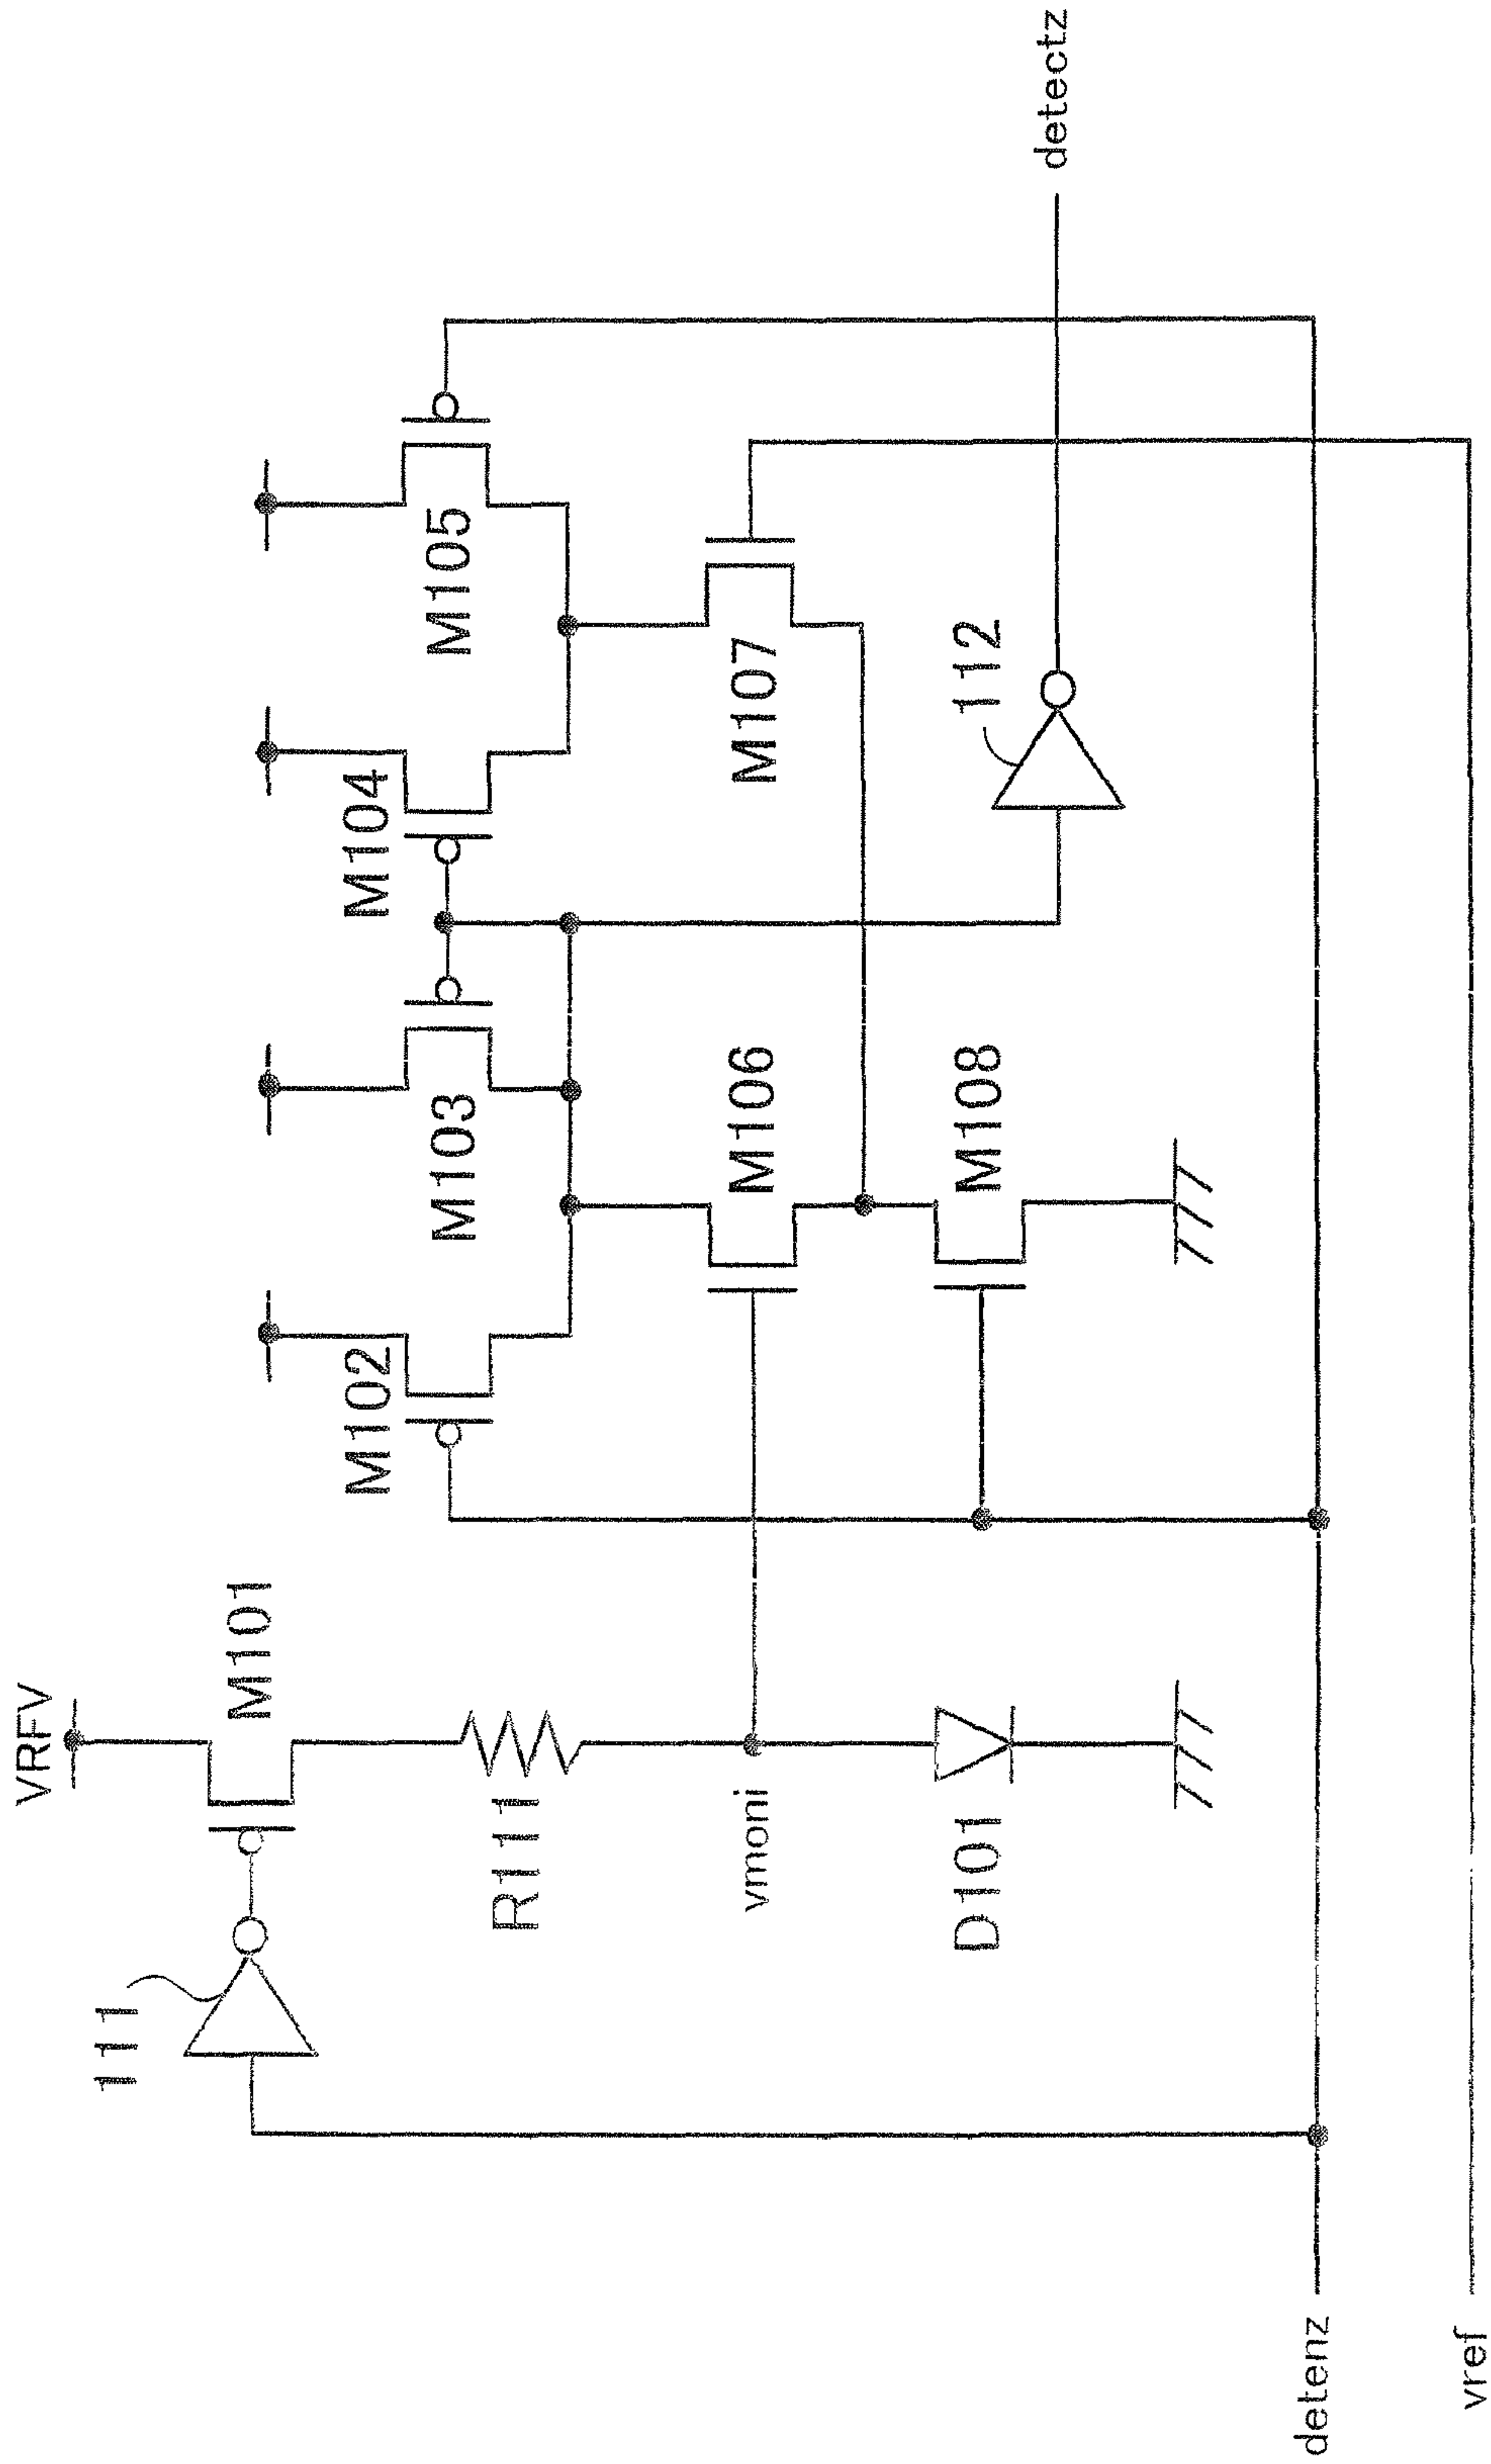 VRFV
111
M101
R111
vmoni
D101
M102
M103
M104
M105
M106
M107
M108
112
detenz
vref
detectz